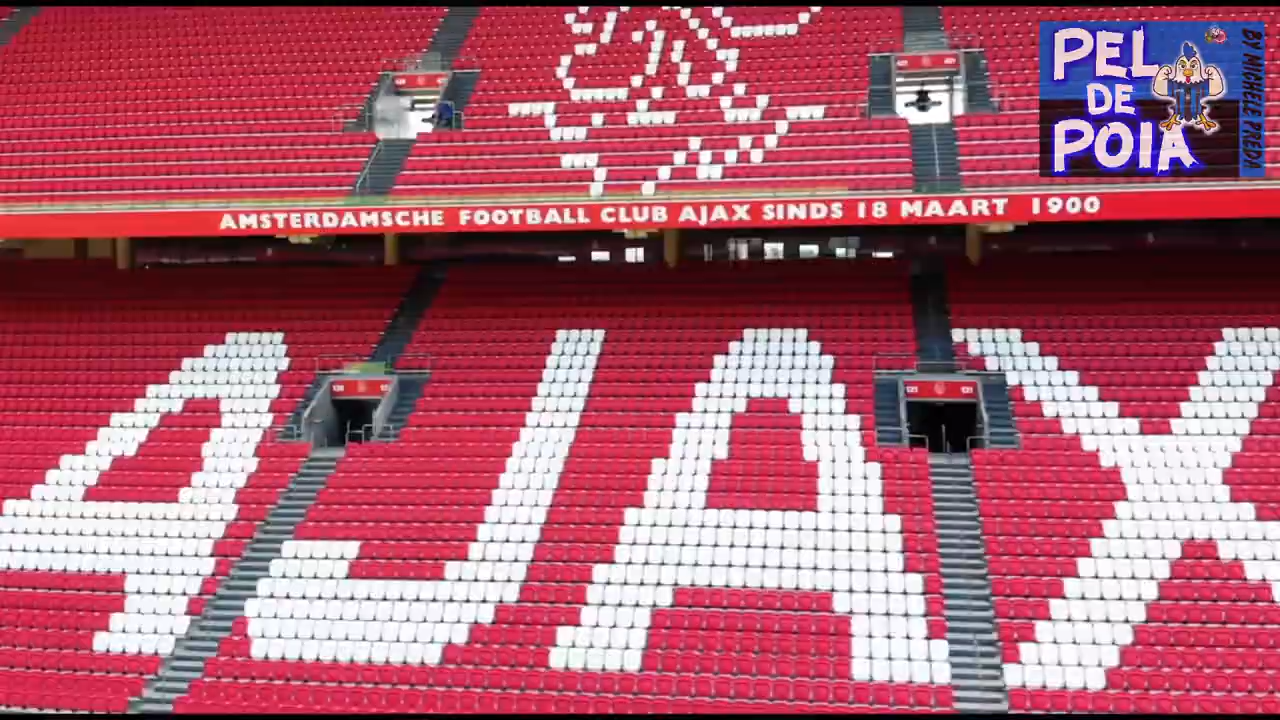 PEL
DE
POIA
BY MICHELE PREDA
AMSTERDAMSCHE FOOTBALL CLUB AJAX SINDS 18 MAART 1900
AJAX